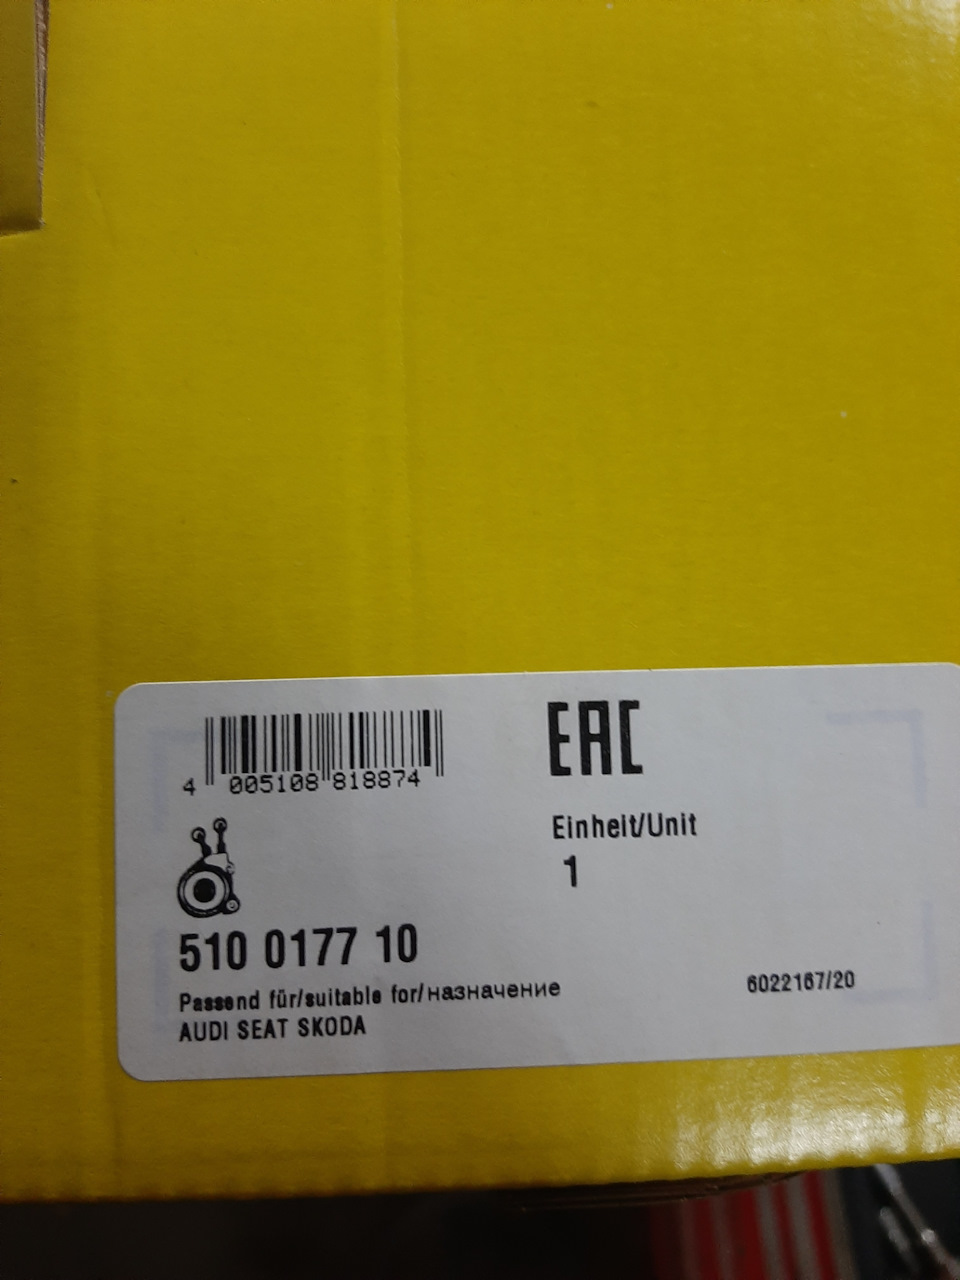 EAC
4 005108 818874
Einheit/Unit
1
510 0177 10
Passend für/suitable for/назначение
6022167/20
AUDI SEAT SKODA